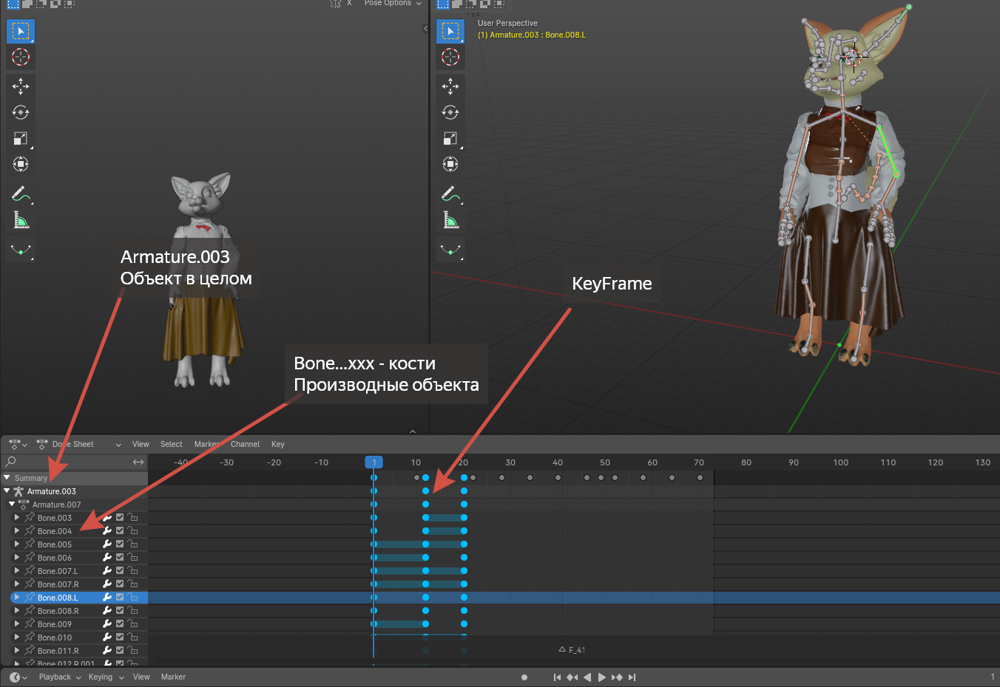 X Pose Options
User Perspective
(1) Armature.003 : Bone.008.L
Armature.003
Объект в целом
KeyFrame
Bone...xxx - кости
Производные объекта
Dope Sheet View Select Marker Channel Key
-40 -30 -20 -10 1 10 20 30 40 50 60 70 80 90 100 110 120 130
Summary
Armature.003
Armature.007
Bone.003
Bone.004
Bone.005
Bone.006
Bone.007.L
Bone.007.R
Bone.008.L
Bone.008.R
Bone.009
Bone.010
Bone.011.R
F_41
Bone.012.R.001
Playback Keying View Marker
1